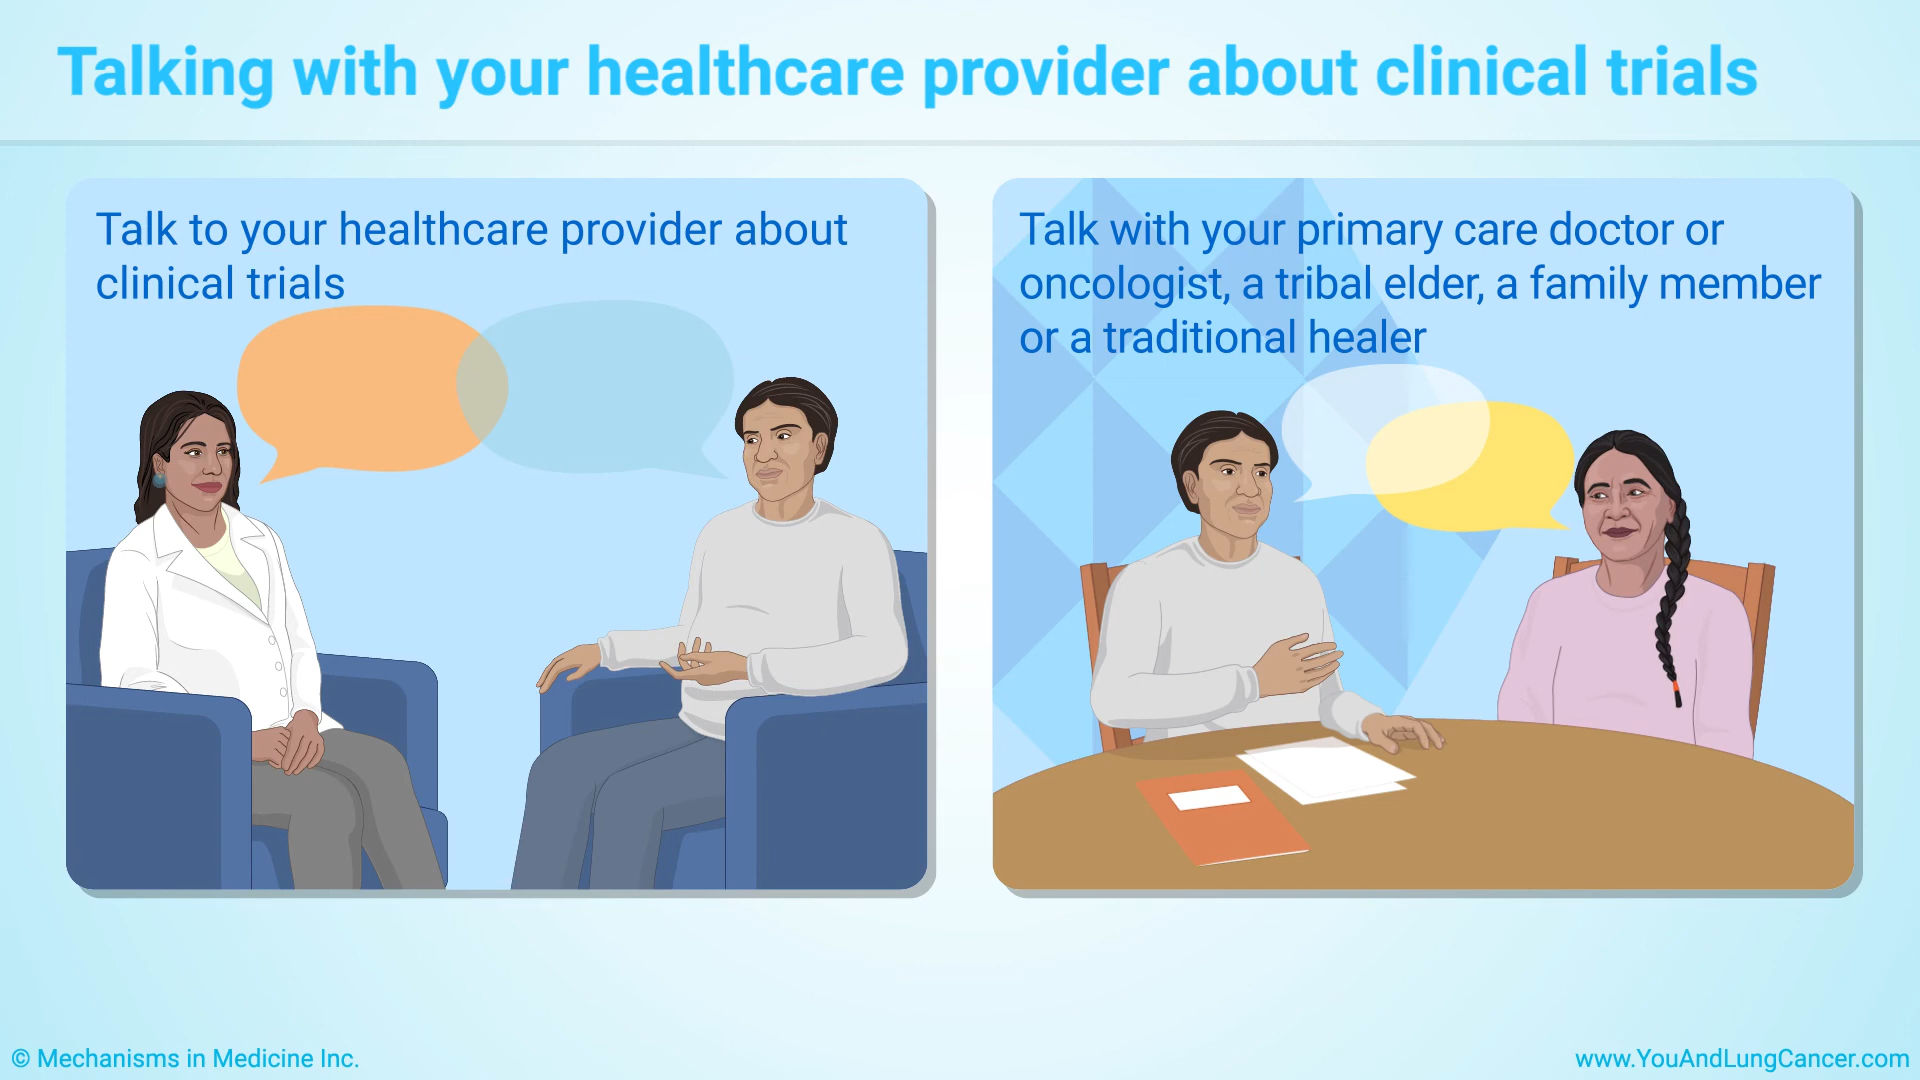 Talking with your healthcare provider about clinical trials
Talk to your healthcare provider about
clinical trials
Talk with your primary care doctor or
oncologist, a tribal elder, a family member
or a traditional healer
© Mechanisms in Medicine Inc.
www.YouAndLungCancer.com